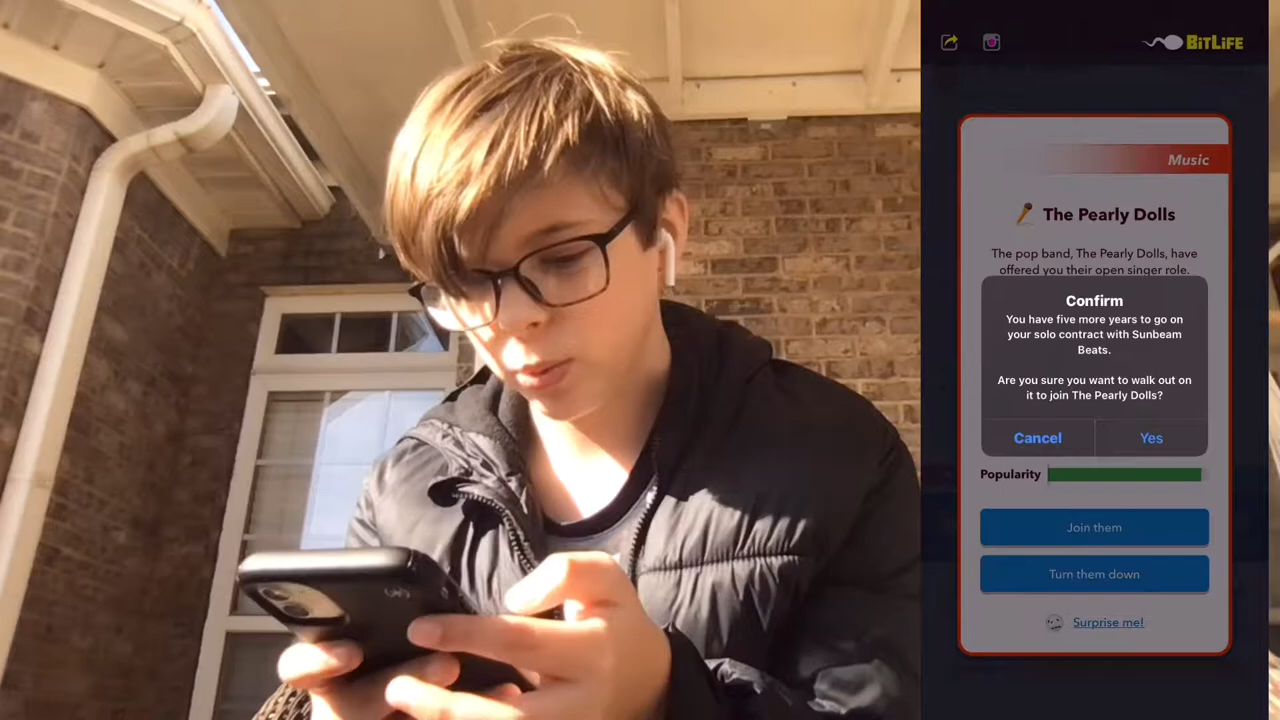 BITLIFE
Music
The Pearly Dolls
The pop band, The Pearly Dolls, have
offered you their open singer role.
Confirm
You have five more years to go on
your solo contract with Sunbeam
Beats.
Are you sure you want to walk out on
it to join The Pearly Dolls?
Cancel
Yes
Popularity
Join them
Turn them down
Surprise me!